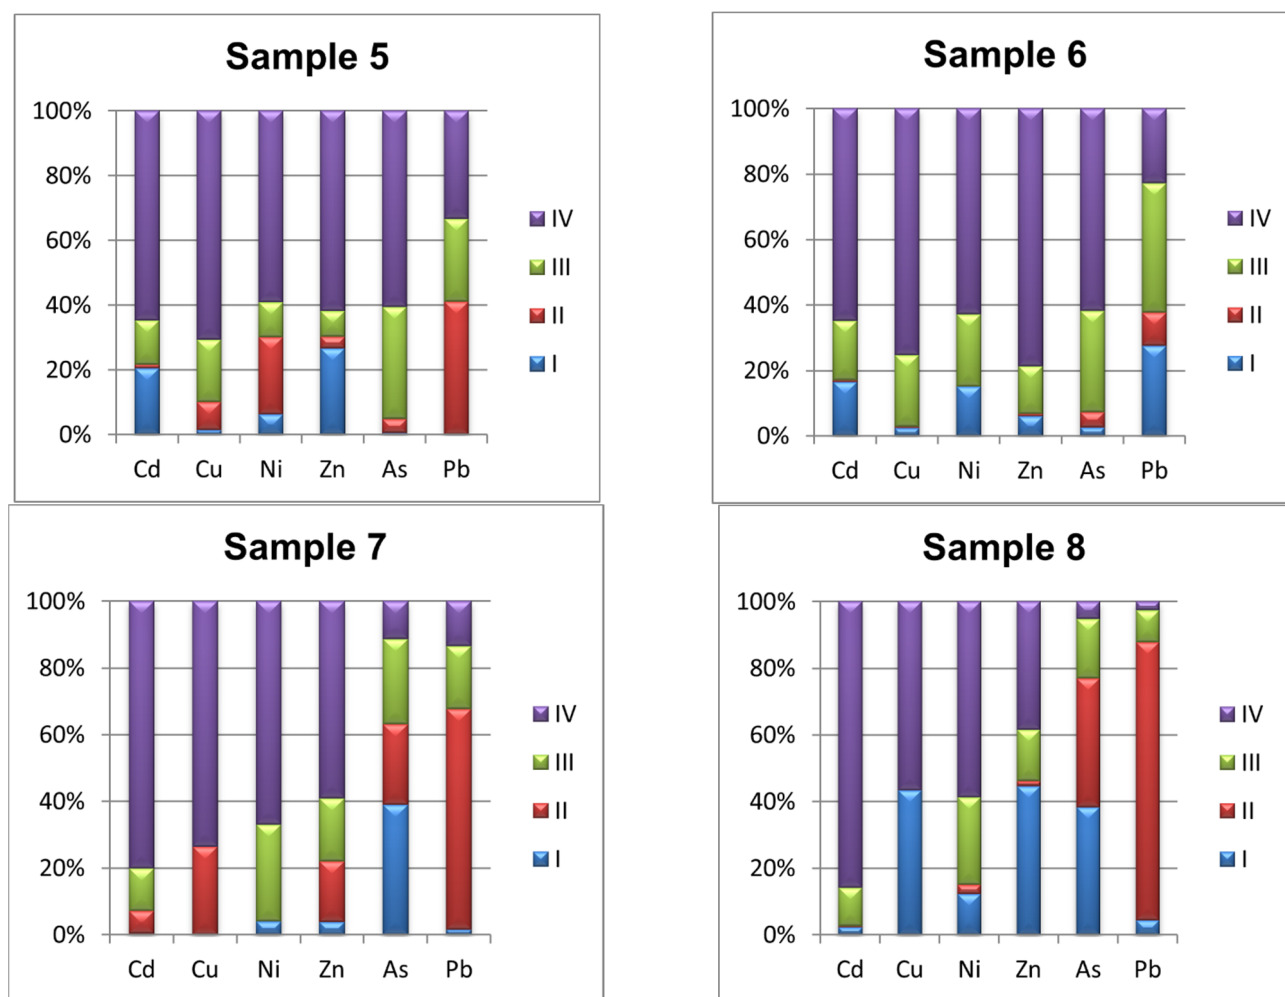 Sample 5
100%
80%
60%
40%
20%
0%
Cd Cu Ni Zn As Pb
IV
III
II
I
Sample 6
100%
80%
60%
40%
20%
0%
Cd Cu Ni Zn As Pb
IV
III
II
I
Sample 7
100%
80%
60%
40%
20%
0%
Cd Cu Ni Zn As Pb
IV
III
II
I
Sample 8
100%
80%
60%
40%
20%
0%
Cd Cu Ni Zn As Pb
IV
III
II
I